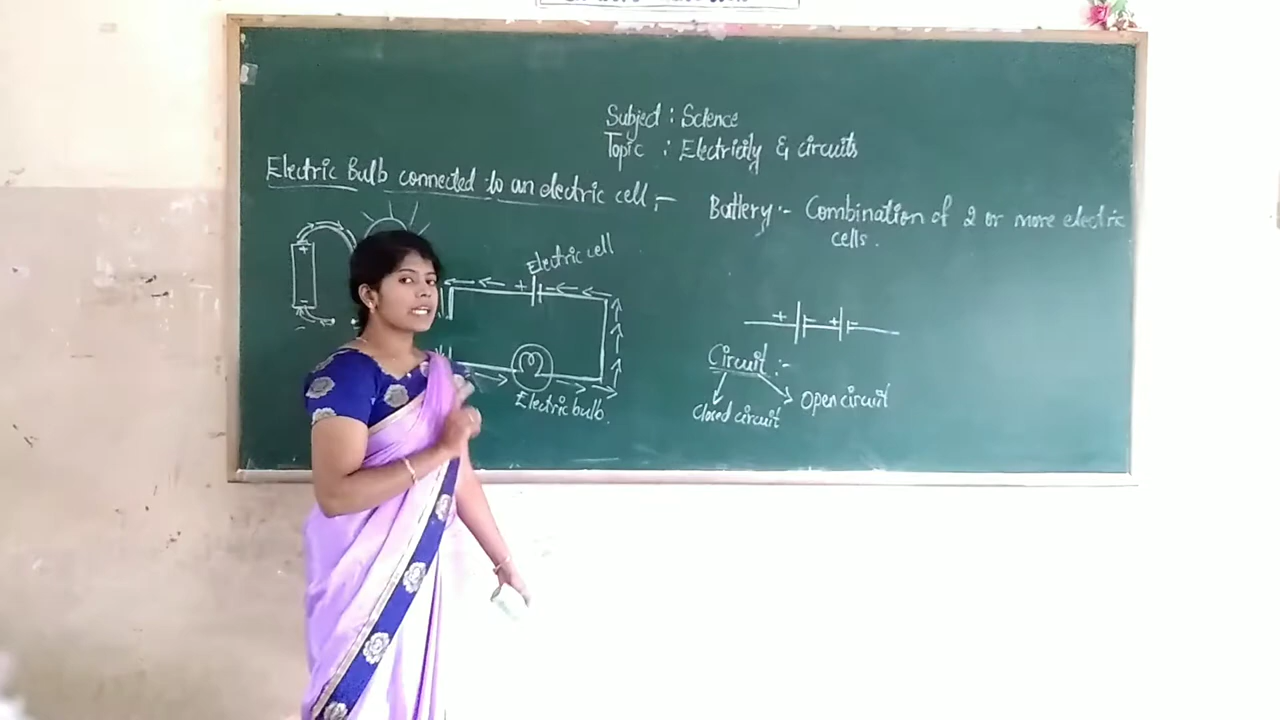 Subject : Science
Topic : Electricity & circuits
Electric Bulb connected to an electric cell :-
+
-
Electric cell
+ -
Electric bulb.
Battery :- Combination of 2 or more electric
cells.
+ - + -
Circuit :-
Closed circuit
Open circuit